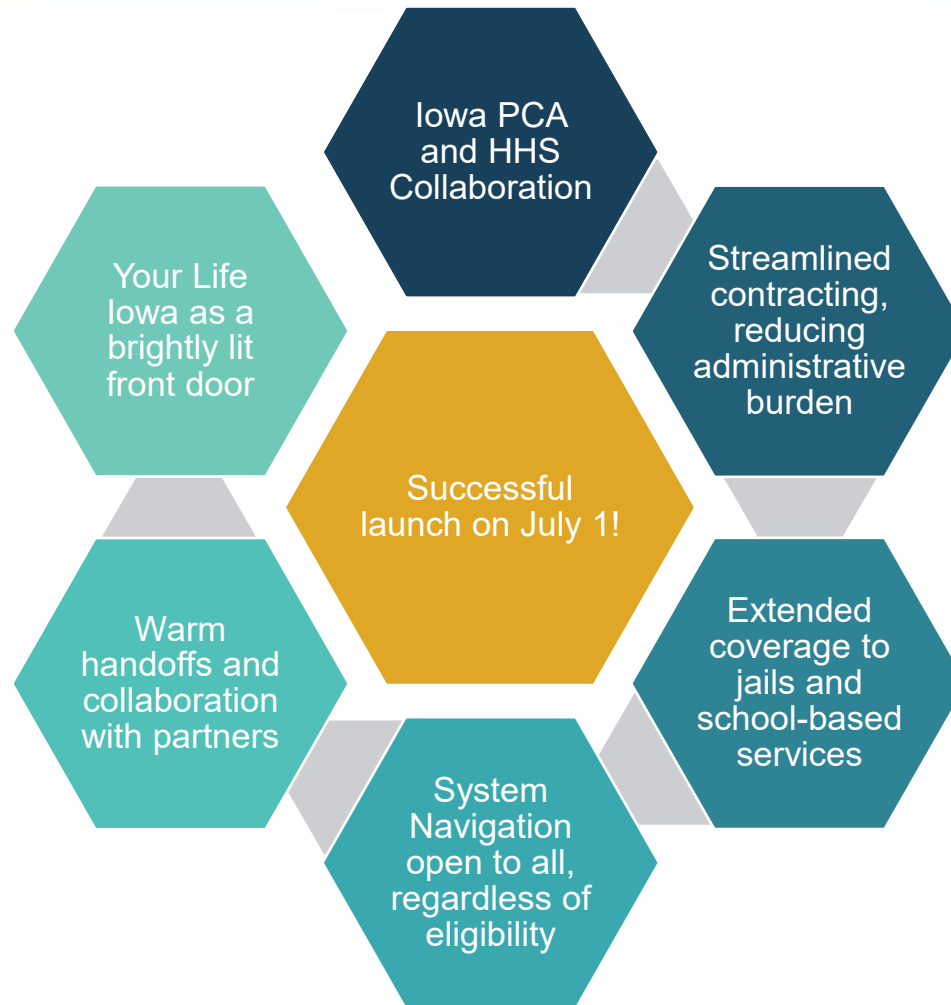 Iowa PCA
and HHS
Collaboration
Streamlined
contracting,
reducing
administrative
burden
Extended
coverage to
jails and
school-based
services
System
Navigation
open to all,
regardless of
eligibility
Warm
handoffs and
collaboration
with partners
Your Life
Iowa as a
brightly lit
front door
Successful
launch on July 1!